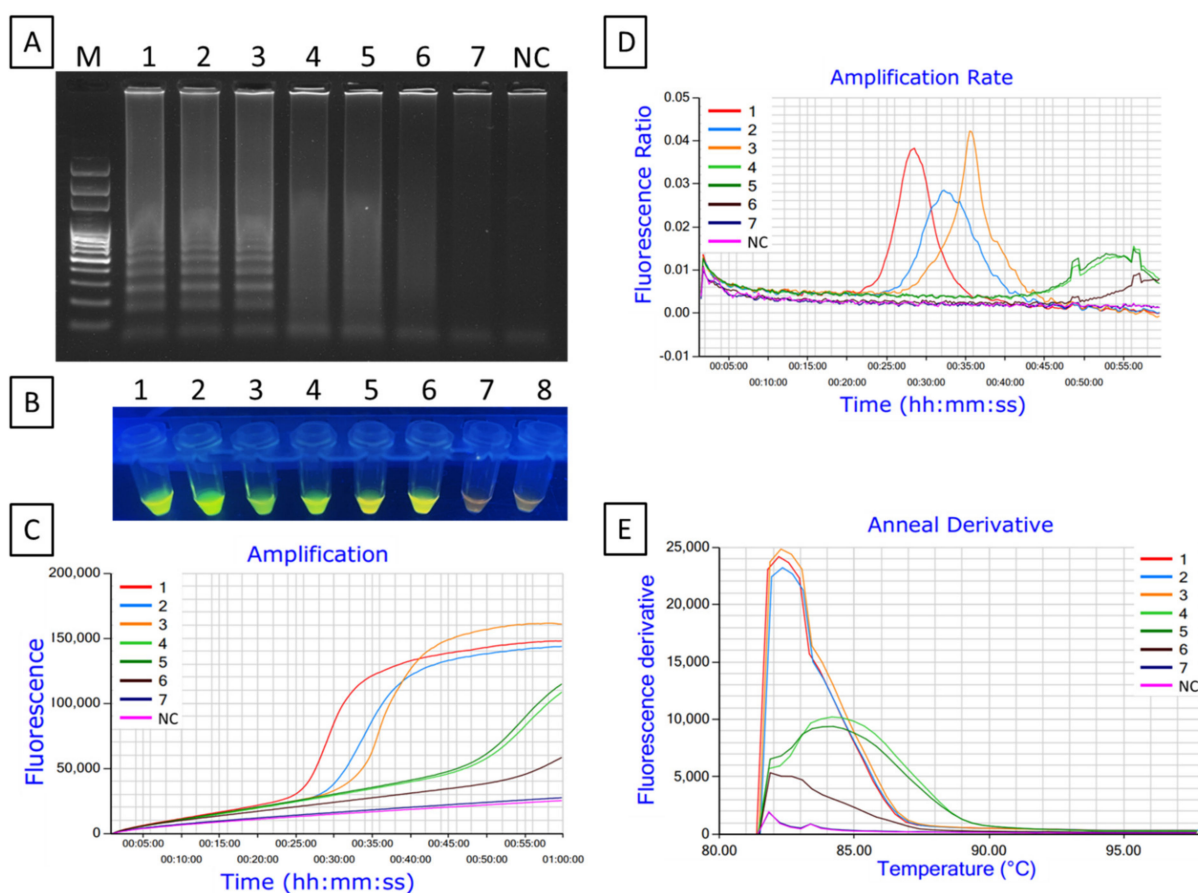 A
M 1 2 3 4 5 6 7 NC
B
1 2 3 4 5 6 7 8
C
Amplification
200,000
150,000
100,000
50,000
0
Fluorescence
1
2
3
4
5
6
7
NC
00:05:00 00:15:00 00:25:00 00:35:00 00:45:00 00:55:00
00:10:00 00:20:00 00:30:00 00:40:00 00:50:00 01:00:00
Time (hh:mm:ss)
D
Amplification Rate
0.05
0.04
0.03
0.02
0.01
0.00
-0.01
Fluorescence Ratio
1
2
3
4
5
6
7
NC
00:05:00 00:15:00 00:25:00 00:35:00 00:45:00 00:55:00
00:10:00 00:20:00 00:30:00 00:40:00 00:50:00
Time (hh:mm:ss)
E
Anneal Derivative
25,000
20,000
15,000
10,000
5,000
0
Fluorescence derivative
1
2
3
4
5
6
7
NC
80.00 85.00 90.00 95.00
Temperature (°C)